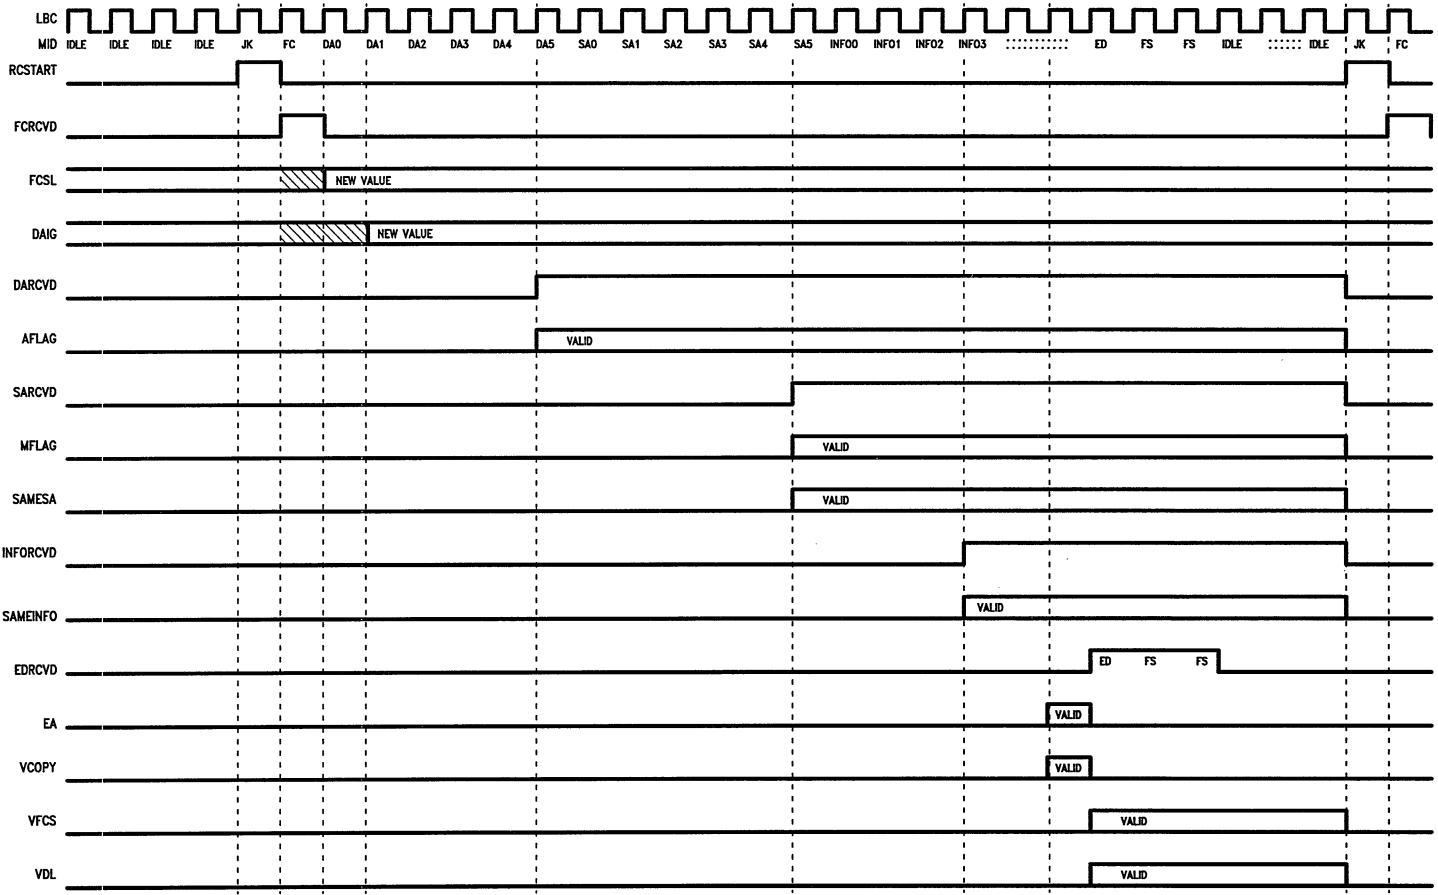 LBC
MID IDLE IDLE IDLE IDLE JK FC DA0 DA1 DA2 DA3 DA4 DA5 SA0 SA1 SA2 SA3 SA4 SA5 INFO0 INFO1 INFO2 INFO3 ED FS FS IDLE IDLE JK FC
RCSTART
FCRCVD
FCSL NEW VALUE
DAIG NEW VALUE
DARCVD
AFLAG VALID
SARCVD
MFLAG VALID
SAMESA VALID
INFORCVD
SAMEINFO VALID
EDRCVD ED FS FS
EA VALID
VCOPY VALID
VFCS VALID
VDL VALID